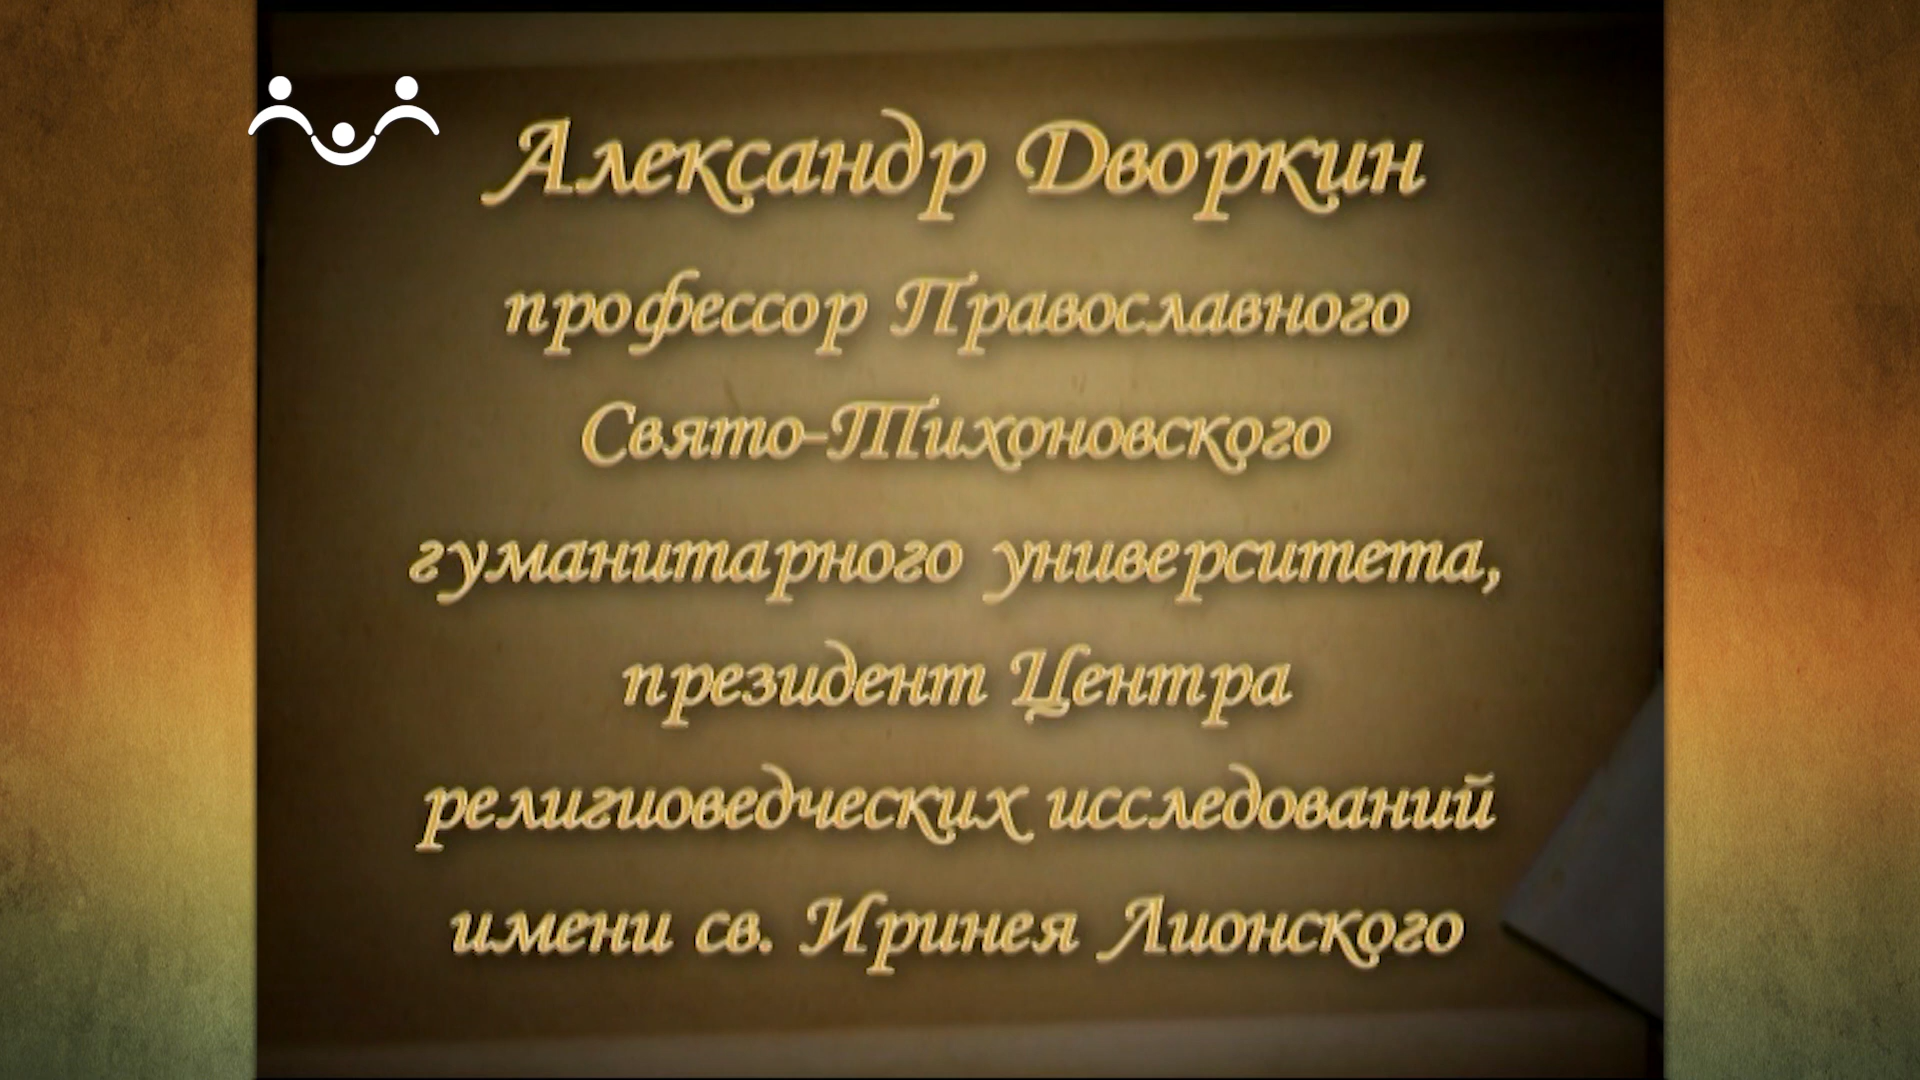 Александр Дворкин
профессор Православного
Свято-Тихоновского
гуманитарного университета,
президент Центра
религиоведческих исследований
имени св. Иринея Лионского